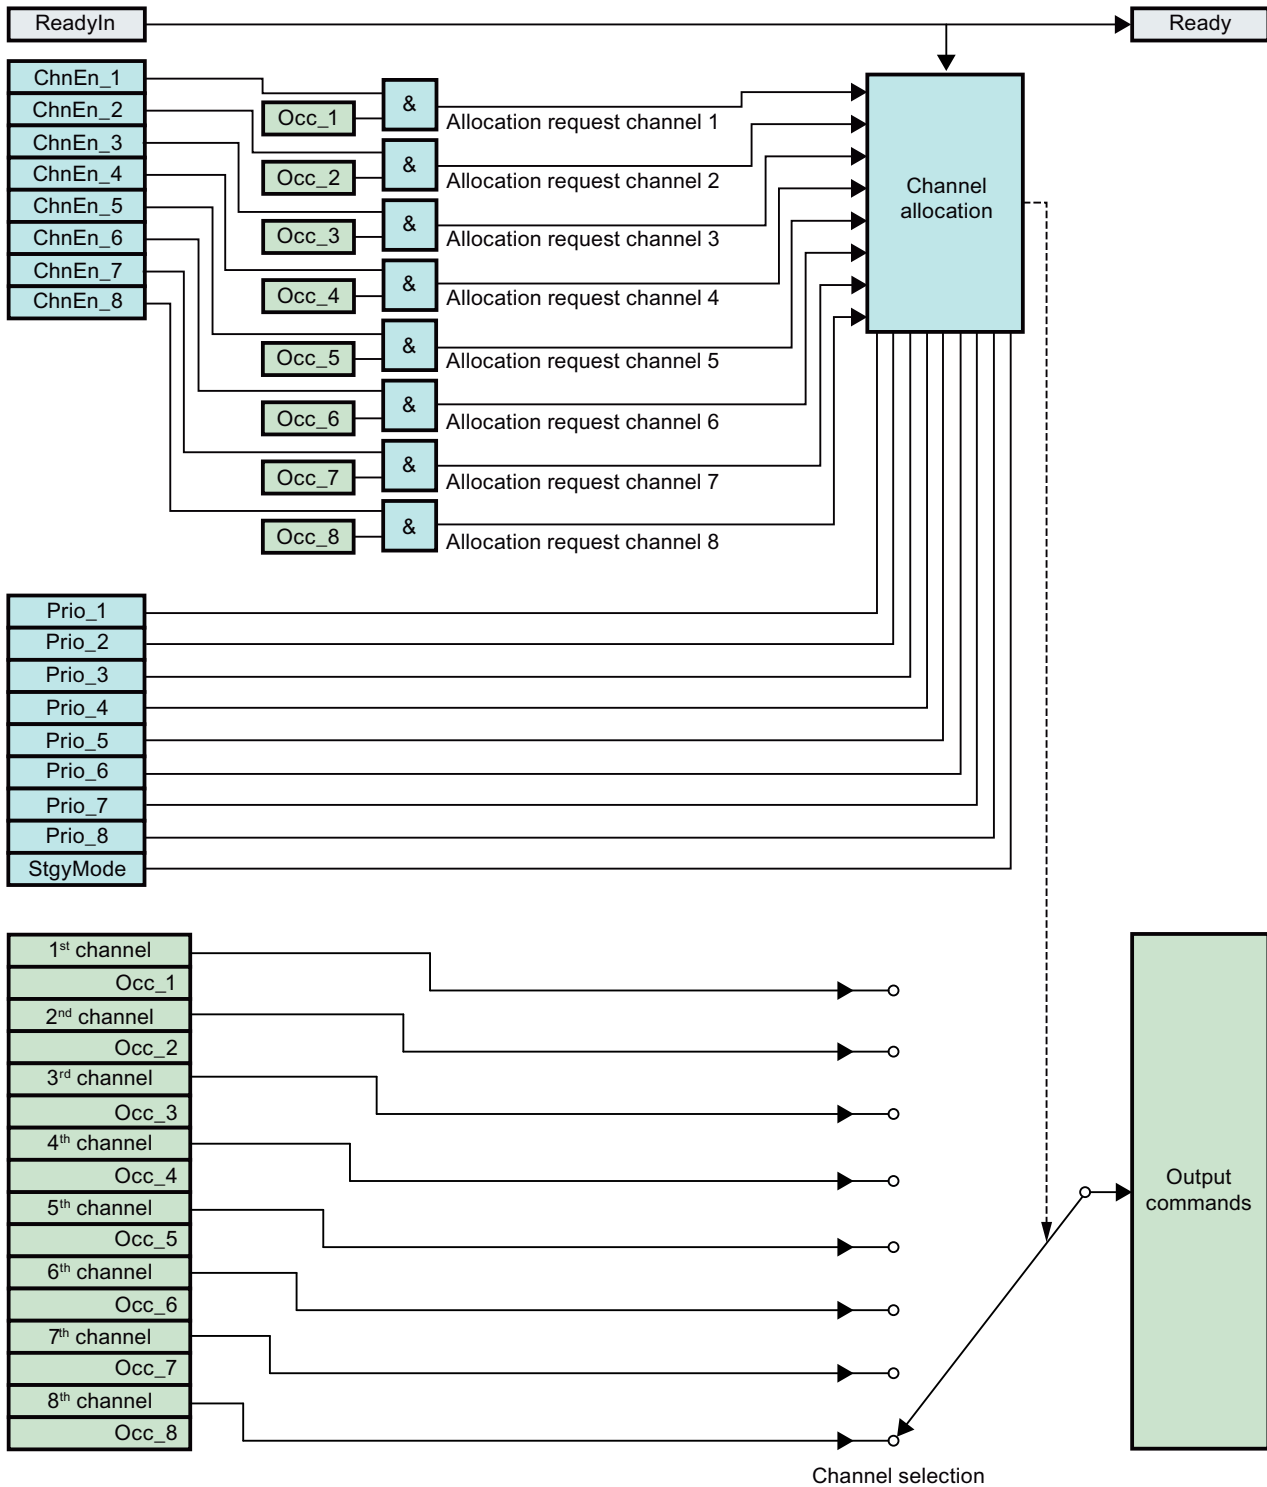 ReadyIn
Ready
ChnEn_1
ChnEn_2
ChnEn_3
ChnEn_4
ChnEn_5
ChnEn_6
ChnEn_7
ChnEn_8
Occ_1
&
Allocation request channel 1
Occ_2
&
Allocation request channel 2
Occ_3
&
Allocation request channel 3
Occ_4
&
Allocation request channel 4
Occ_5
&
Allocation request channel 5
Occ_6
&
Allocation request channel 6
Occ_7
&
Allocation request channel 7
Occ_8
&
Allocation request channel 8
Channel
allocation
Prio_1
Prio_2
Prio_3
Prio_4
Prio_5
Prio_6
Prio_7
Prio_8
StgyMode
1st channel
Occ_1
2nd channel
Occ_2
3rd channel
Occ_3
4th channel
Occ_4
5th channel
Occ_5
6th channel
Occ_6
7th channel
Occ_7
8th channel
Occ_8
Output
commands
Channel selection